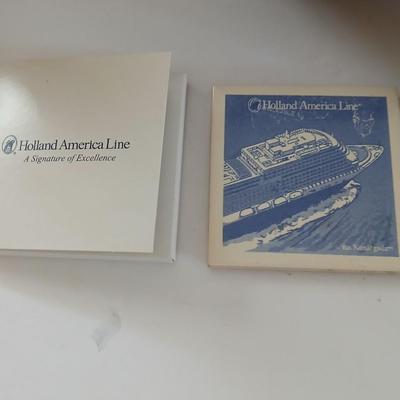 Holland America Line
A Signature of Excellence
Holland America Line